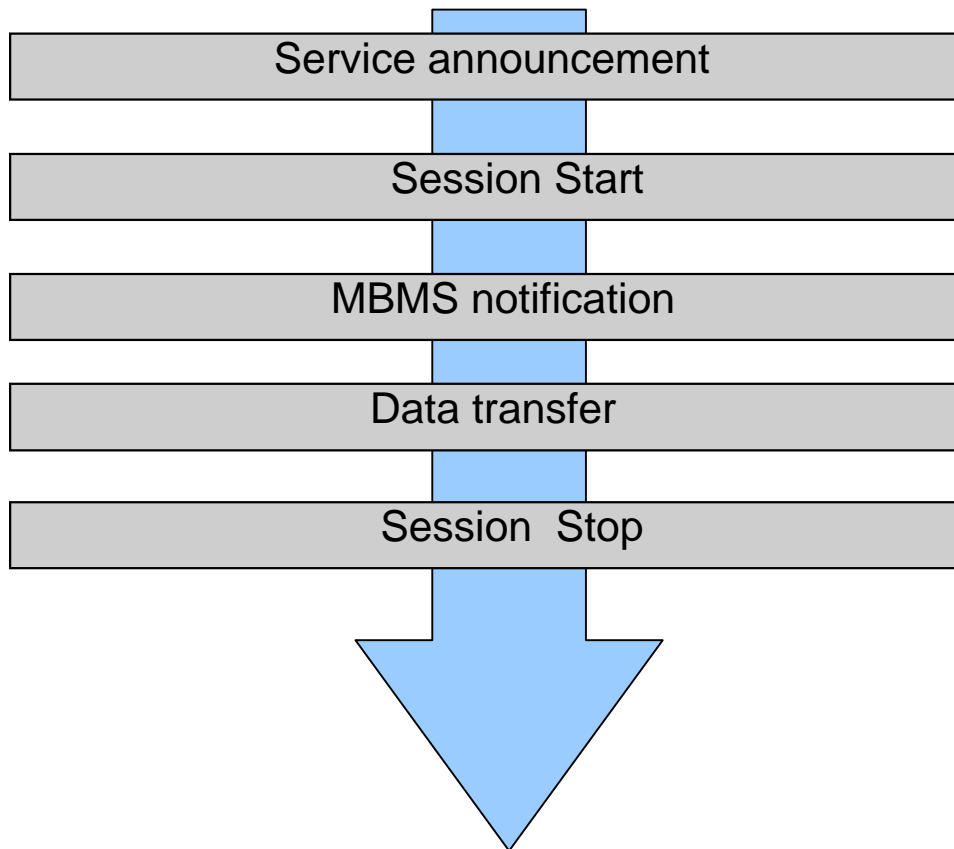 Service announcement
Session Start
MBMS notification
Data transfer
Session  Stop